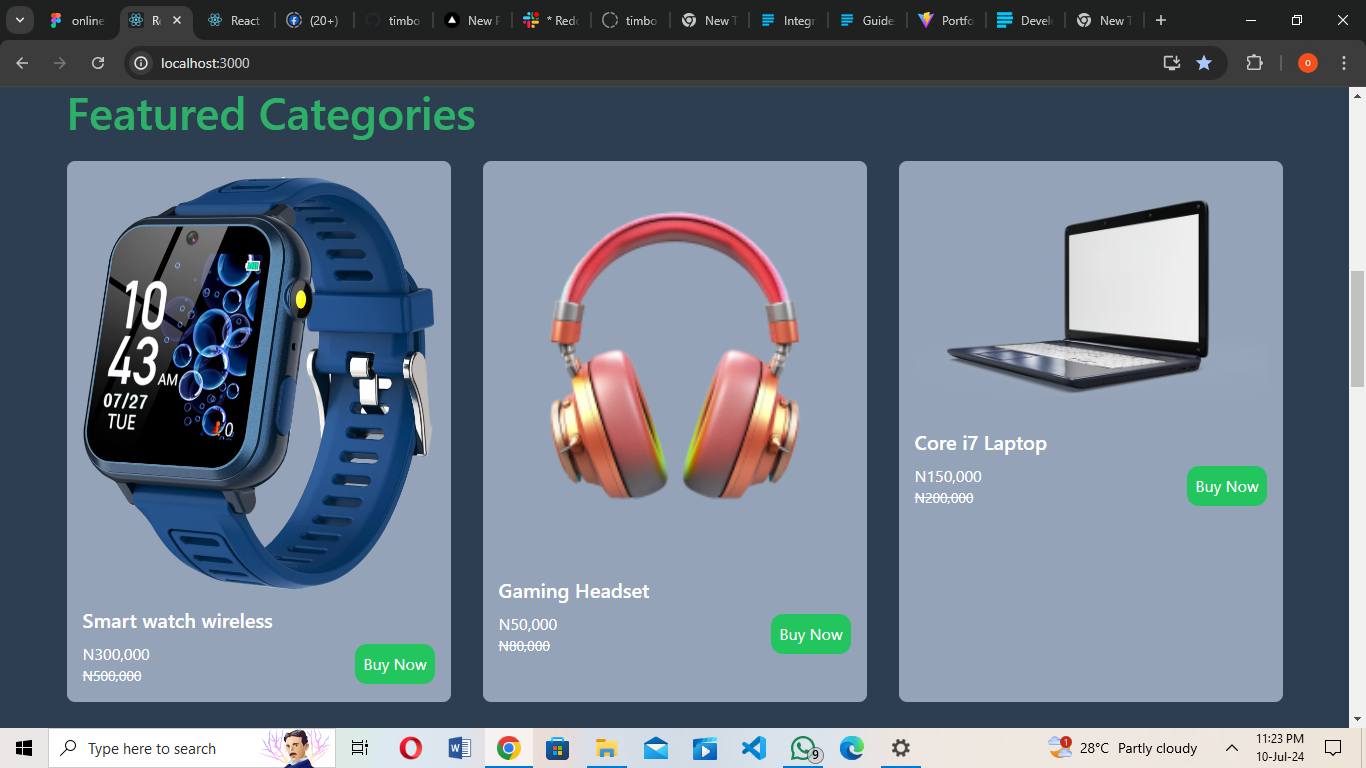 online
Re
React
(20+)
timbo
New P
* Redo
timbo
New T
Integr
Guide
Portfo
Devel
New T
localhost:3000
o
Featured Categories
10
43 AM
07/27
TUE
Smart watch wireless
N300,000
N500,000
Buy Now
Gaming Headset
N50,000
N80,000
Buy Now
Core i7 Laptop
N150,000
N200,000
Buy Now
Type here to search
9
1
28°C Partly cloudy
11:23 PM
10-Jul-24